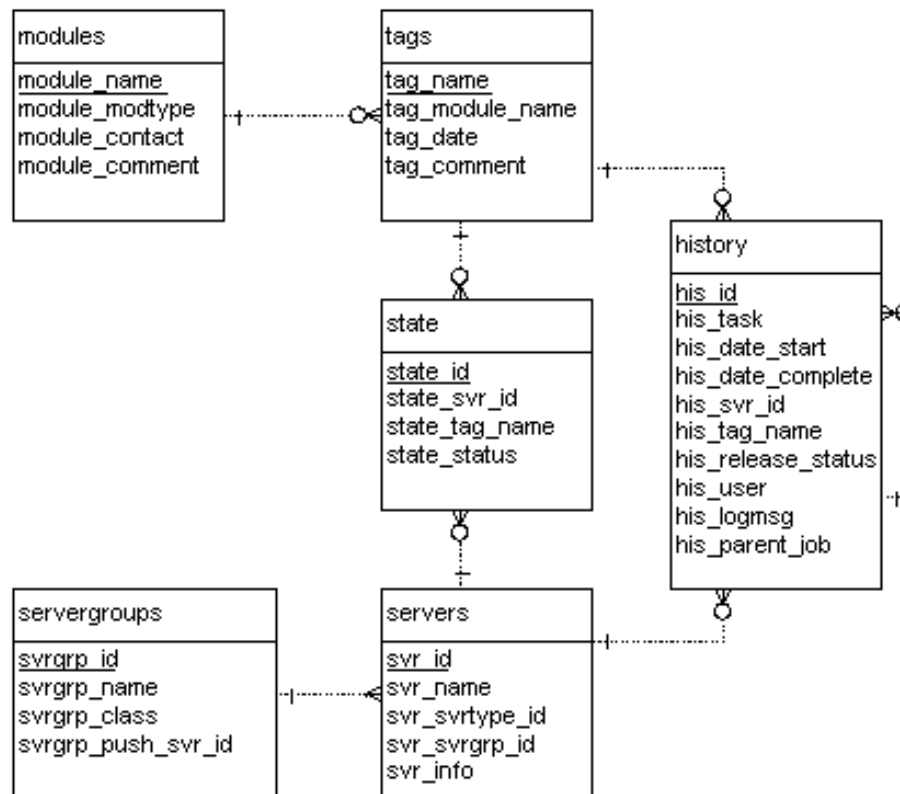 modules
module_name
module_modtype
module_contact
module_comment
tags
tag_name
tag_module_name
tag_date
tag_comment
history
his_id
his_task
his_date_start
his_date_complete
his_svr_id
his_tag_name
his_release_status
his_user
his_logmsg
his_parent_job
state
state_id
state_svr_id
state_tag_name
state_status
servergroups
svrgrp_id
svrgrp_name
svrgrp_class
svrgrp_push_svr_id
servers
svr_id
svr_name
svr_svrtype_id
svr_svrgrp_id
svr_info